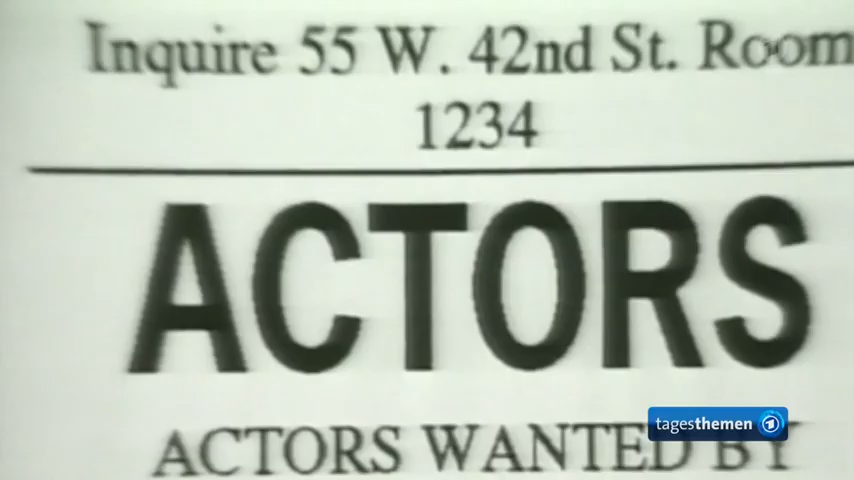 Inquire 55 W. 42nd St. Room
1234
ACTORS
tagesthemen
ACTORS WANTED BY